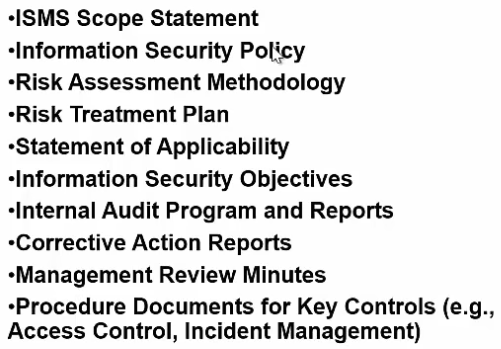 •ISMS Scope Statement
•Information Security Policy
•Risk Assessment Methodology
•Risk Treatment Plan
•Statement of Applicability
•Information Security Objectives
•Internal Audit Program and Reports
•Corrective Action Reports
•Management Review Minutes
•Procedure Documents for Key Controls (e.g.,
Access Control, Incident Management)